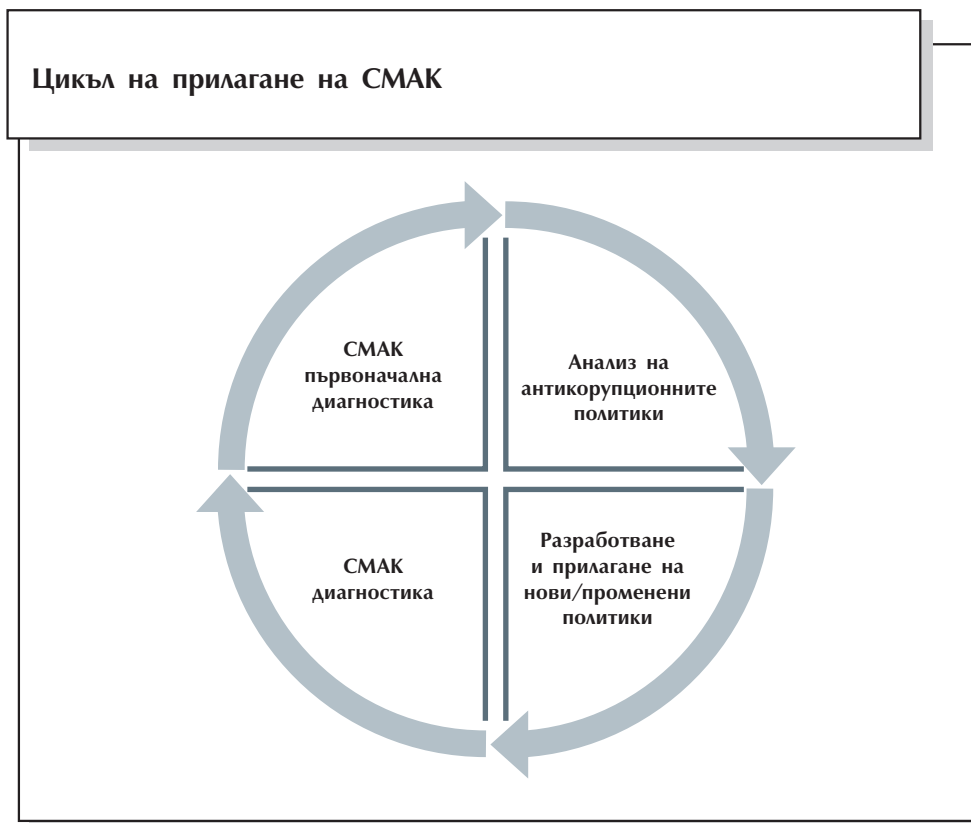 Цикъл на прилагане на СМАК
СМАК
първоначална
диагностика
Анализ на
антикорупционните
политики
СМАК
диагностика
Разработване
и прилагане на
нови/променени
политики